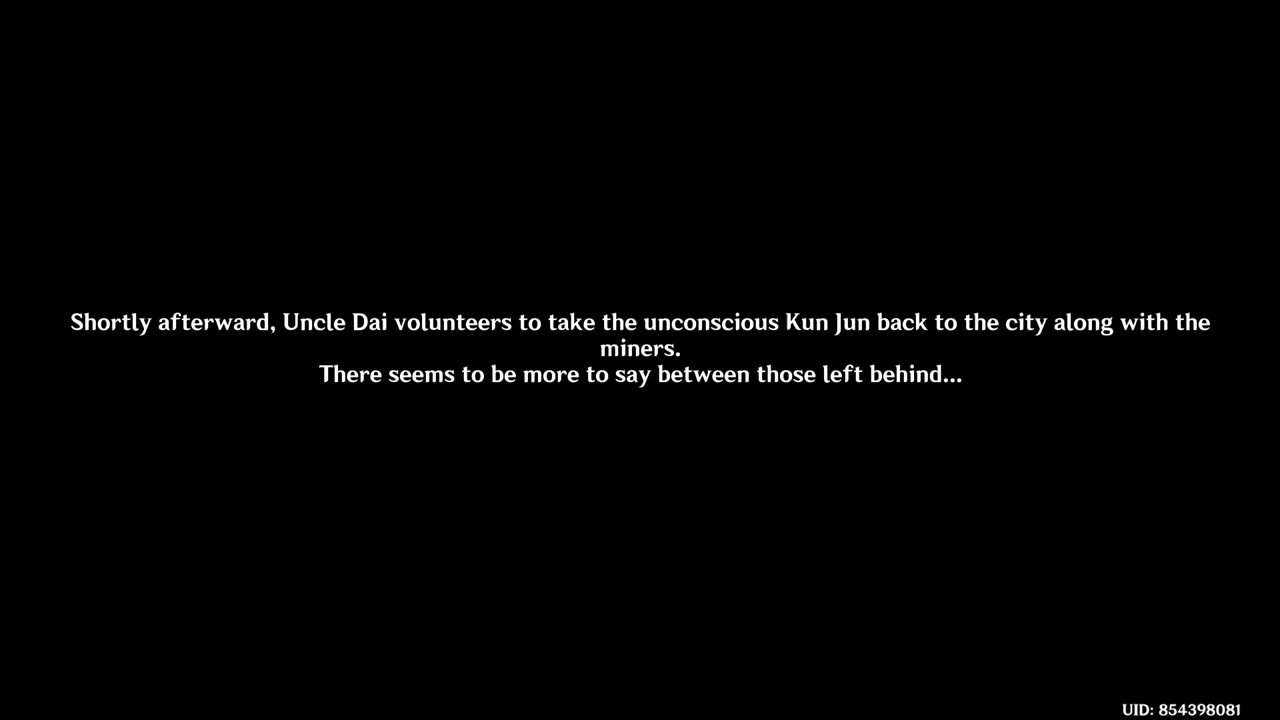 Shortly afterward, Uncle Dai volunteers to take the unconscious Kun Jun back to the city along with the
miners.
There seems to be more to say between those left behind...
UID: 854398081